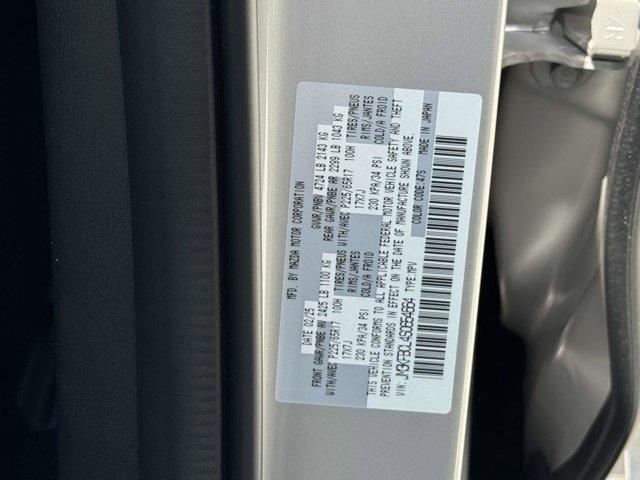 MFD. BY MAZDA MOTOR CORPORATION
DATE 02/25 GVWR/PNBV 4724 LB 2143 KG
FRONT GAWR/PNBE AV 2425 LB 1100 KG REAR GAWR/PNBE AR 2299 LB 1043 KG
WITH/AVEC P225/65R17 100H TIRES/PNEUS WITH/AVEC P225/65R17 100H TIRES/PNEUS
17X7J RIMS/JANTES 17X7J RIMS/JANTES
230 KPA/34 PSI COLD/A FROID 230 KPA/34 PSI COLD/A FROID
THIS VEHICLE CONFORMS TO ALL APPLICABLE FEDERAL MOTOR VEHICLE SAFETY AND THEFT
PREVENTION STANDARDS IN EFFECT ON THE DATE OF MANUFACTURE SHOWN ABOVE.
VIN: TYPE:MPV COLOR CODE:47S MADE IN JAPAN